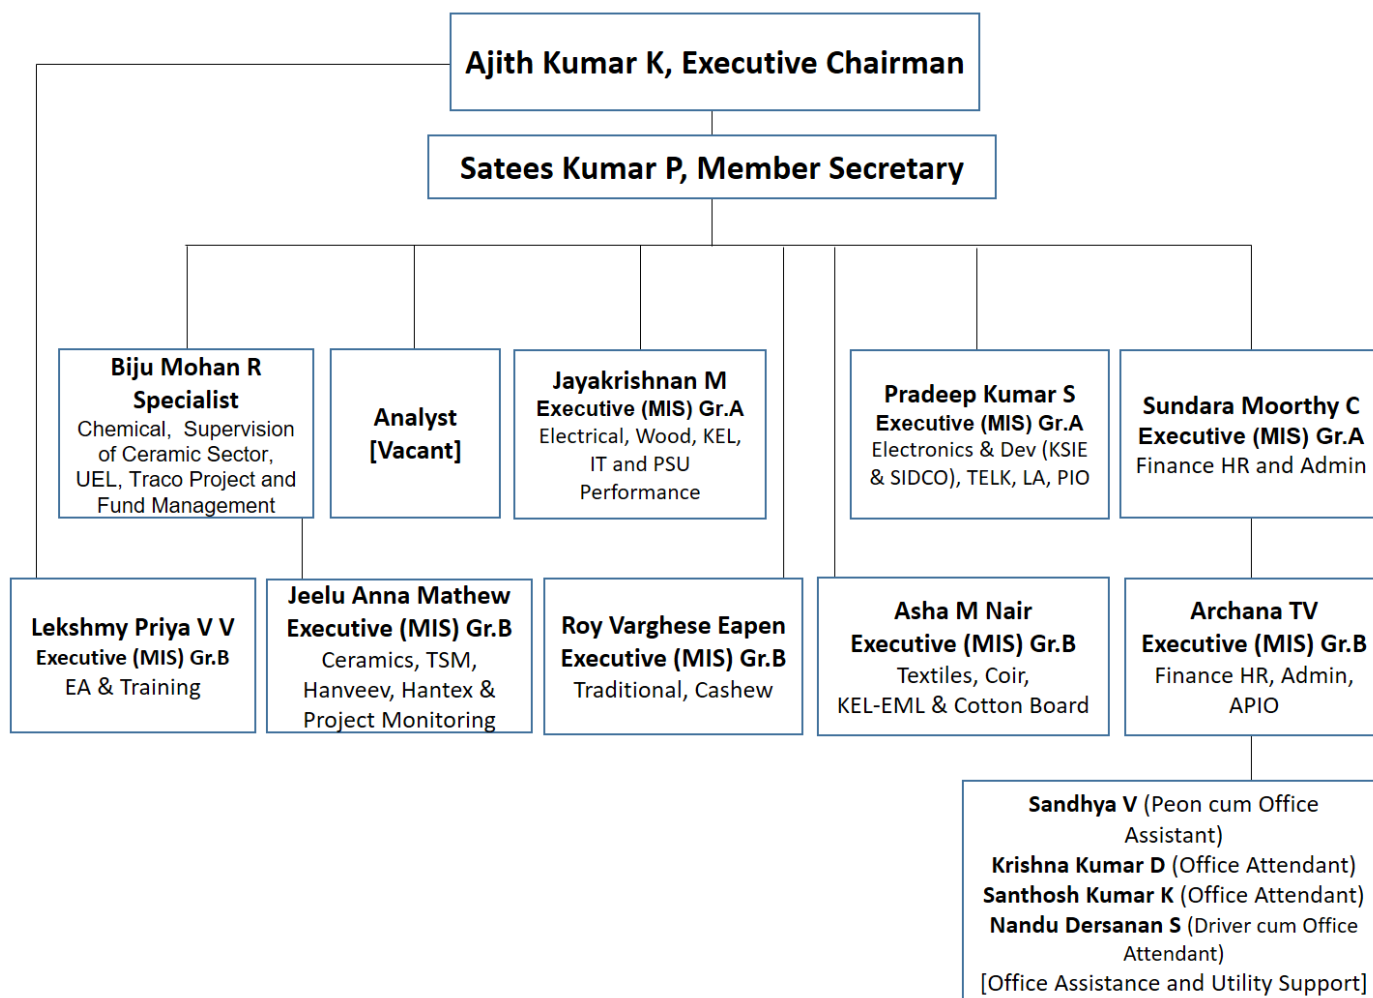 Ajith Kumar K, Executive Chairman
Satees Kumar P, Member Secretary
Biju Mohan R
Specialist
Chemical, Supervision
of Ceramic Sector,
UEL, Traco Project and
Fund Management
Analyst
[Vacant]
Jayakrishnan M
Executive (MIS) Gr.A
Electrical, Wood, KEL,
IT and PSU
Performance
Pradeep Kumar S
Executive (MIS) Gr.A
Electronics & Dev (KSIE
& SIDCO), TELK, LA, PIO
Sundara Moorthy C
Executive (MIS) Gr.A
Finance HR and Admin
Lekshmy Priya V V
Executive (MIS) Gr.B
EA & Training
Jeelu Anna Mathew
Executive (MIS) Gr.B
Ceramics, TSM,
Hanveev, Hantex &
Project Monitoring
Roy Varghese Eapen
Executive (MIS) Gr.B
Traditional, Cashew
Asha M Nair
Executive (MIS) Gr.B
Textiles, Coir,
KEL-EML & Cotton Board
Archana TV
Executive (MIS) Gr.B
Finance HR, Admin,
APIO
Sandhya V (Peon cum Office
Assistant)
Krishna Kumar D (Office Attendant)
Santhosh Kumar K (Office Attendant)
Nandu Dersanan S (Driver cum Office
Attendant)
[Office Assistance and Utility Support]